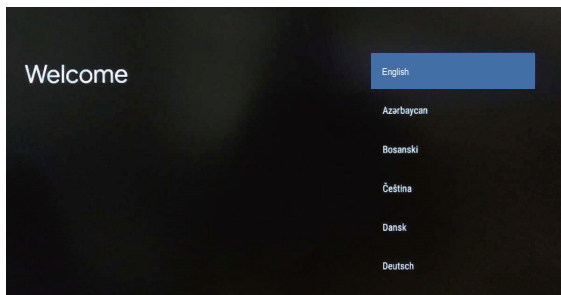 Welcome
English
Azərbaycan
Bosanski
Čeština
Dansk
Deutsch